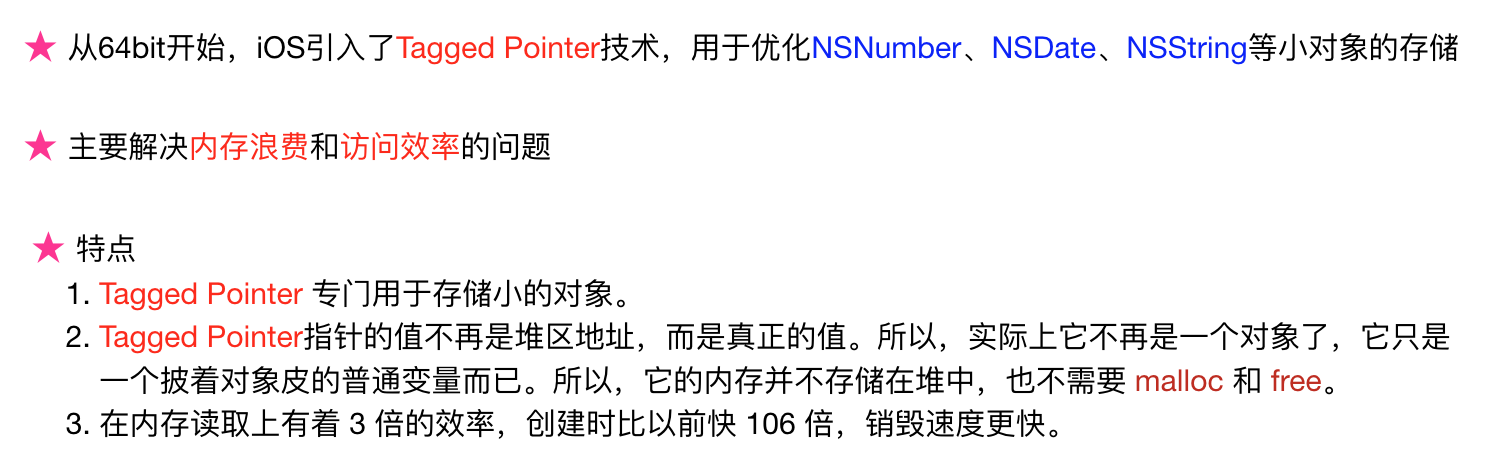 ★ 从64bit开始，iOS引入了Tagged Pointer技术，用于优化NSNumber、NSDate、NSString等小对象的存储
★ 主要解决内存浪费和访问效率的问题
★ 特点
1. Tagged Pointer 专门用于存储小的对象。
2. Tagged Pointer指针的值不再是堆区地址，而是真正的值。所以，实际上它不再是一个对象了，它只是
一个披着对象皮的普通变量而已。所以，它的内存并不存储在堆中，也不需要 malloc 和 free。
3. 在内存读取上有着 3 倍的效率，创建时比以前快 106 倍，销毁速度更快。